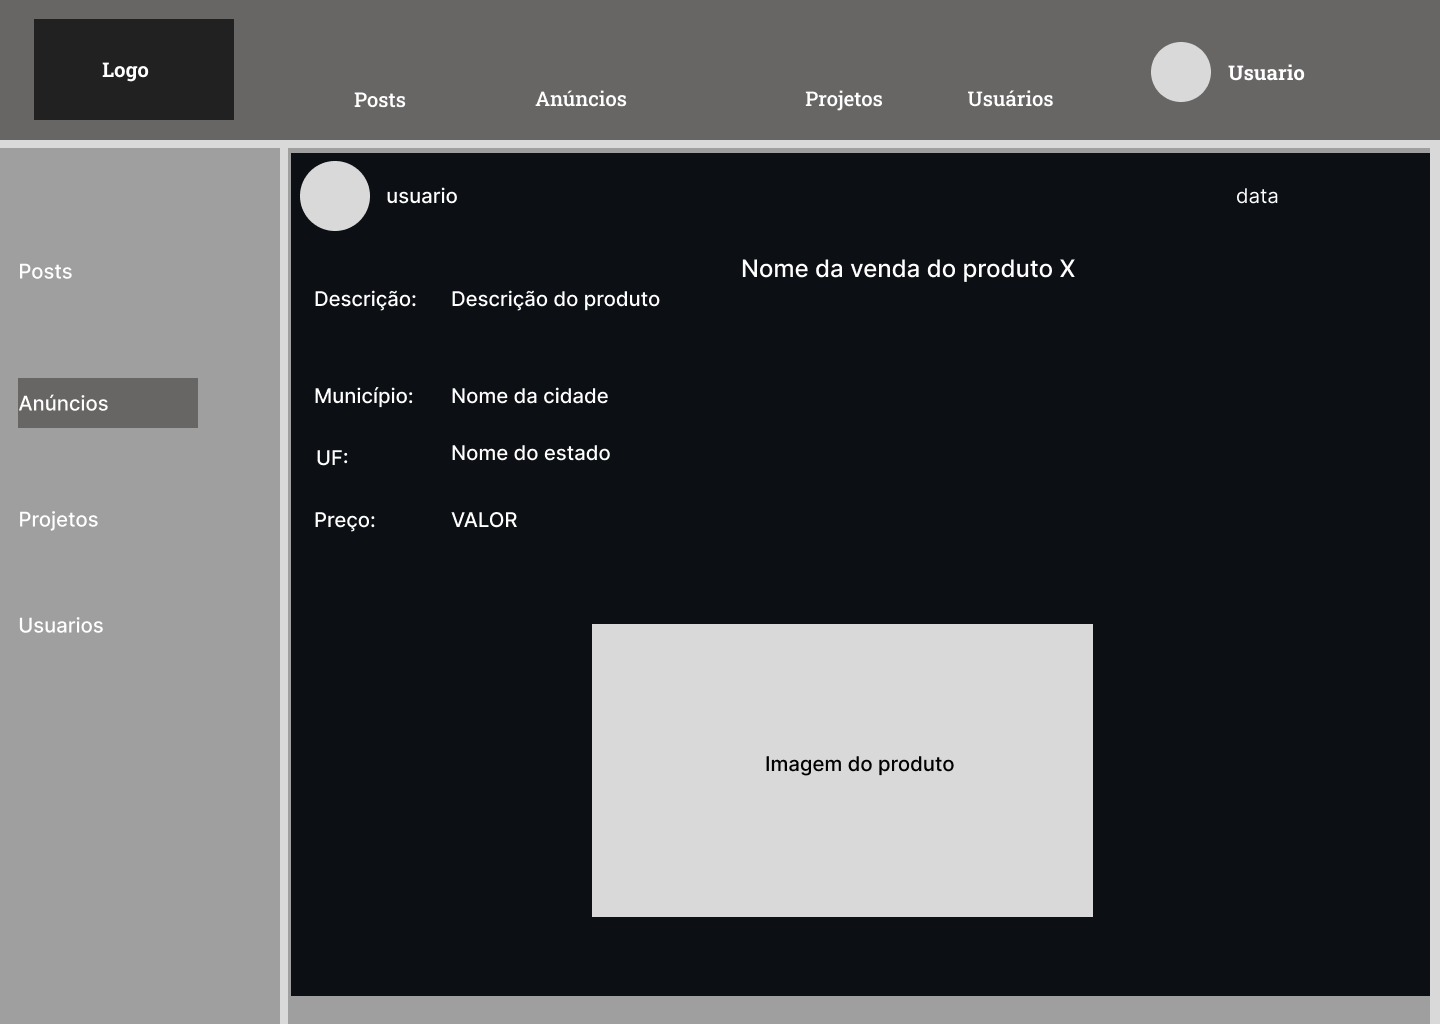 Logo
Posts
Anúncios
Projetos
Usuários
Usuario
Posts
Anúncios
Projetos
Usuarios
usuario
data
Nome da venda do produto X
Descrição: Descrição do produto
Município: Nome da cidade
UF: Nome do estado
Preço: VALOR
Imagem do produto